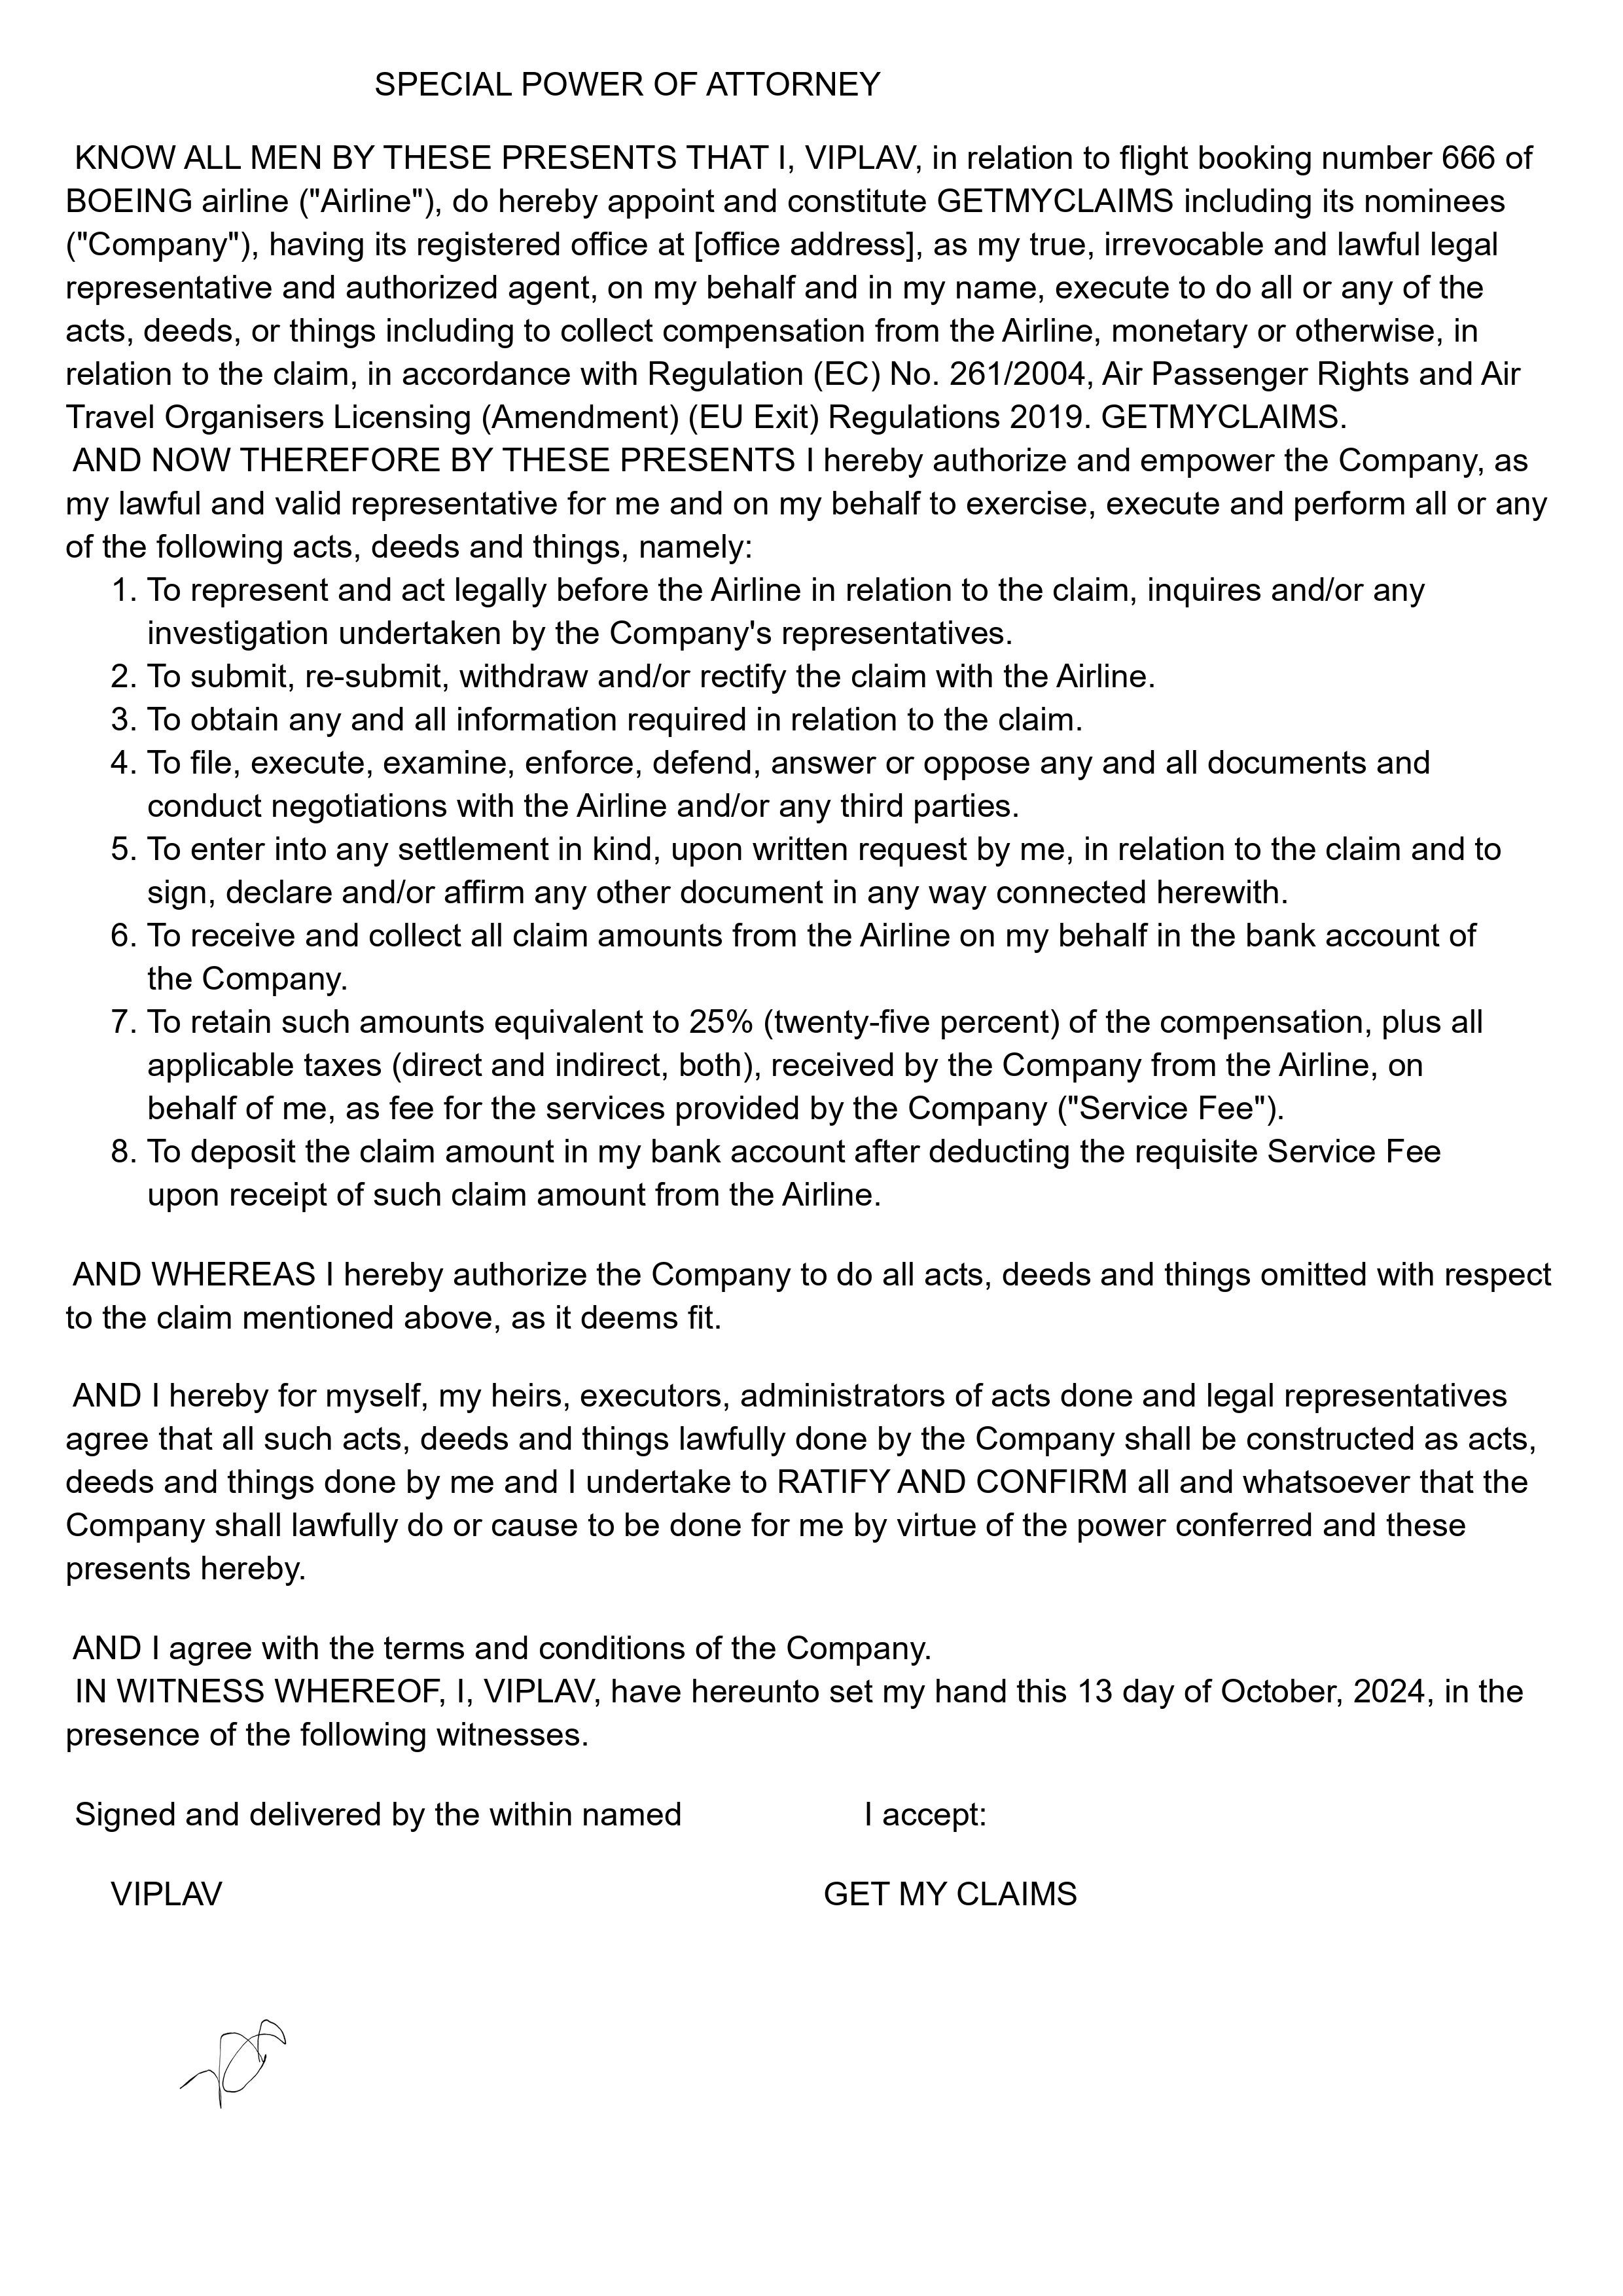 SPECIAL POWER OF ATTORNEY
KNOW ALL MEN BY THESE PRESENTS THAT I, VIPLAV, in relation to flight booking number 666 of
BOEING airline ("Airline"), do hereby appoint and constitute GETMYCLAIMS including its nominees
("Company"), having its registered office at [office address], as my true, irrevocable and lawful legal
representative and authorized agent, on my behalf and in my name, execute to do all or any of the
acts, deeds, or things including to collect compensation from the Airline, monetary or otherwise, in
relation to the claim, in accordance with Regulation (EC) No. 261/2004, Air Passenger Rights and Air
Travel Organisers Licensing (Amendment) (EU Exit) Regulations 2019. GETMYCLAIMS.
AND NOW THEREFORE BY THESE PRESENTS I hereby authorize and empower the Company, as
my lawful and valid representative for me and on my behalf to exercise, execute and perform all or any
of the following acts, deeds and things, namely:
1. To represent and act legally before the Airline in relation to the claim, inquires and/or any
investigation undertaken by the Company's representatives.
2. To submit, re-submit, withdraw and/or rectify the claim with the Airline.
3. To obtain any and all information required in relation to the claim.
4. To file, execute, examine, enforce, defend, answer or oppose any and all documents and
conduct negotiations with the Airline and/or any third parties.
5. To enter into any settlement in kind, upon written request by me, in relation to the claim and to
sign, declare and/or affirm any other document in any way connected herewith.
6. To receive and collect all claim amounts from the Airline on my behalf in the bank account of
the Company.
7. To retain such amounts equivalent to 25% (twenty-five percent) of the compensation, plus all
applicable taxes (direct and indirect, both), received by the Company from the Airline, on
behalf of me, as fee for the services provided by the Company ("Service Fee").
8. To deposit the claim amount in my bank account after deducting the requisite Service Fee
upon receipt of such claim amount from the Airline.
AND WHEREAS I hereby authorize the Company to do all acts, deeds and things omitted with respect
to the claim mentioned above, as it deems fit.
AND I hereby for myself, my heirs, executors, administrators of acts done and legal representatives
agree that all such acts, deeds and things lawfully done by the Company shall be constructed as acts,
deeds and things done by me and I undertake to RATIFY AND CONFIRM all and whatsoever that the
Company shall lawfully do or cause to be done for me by virtue of the power conferred and these
presents hereby.
AND I agree with the terms and conditions of the Company.
IN WITNESS WHEREOF, I, VIPLAV, have hereunto set my hand this 13 day of October, 2024, in the
presence of the following witnesses.
Signed and delivered by the within named I accept:
VIPLAV GET MY CLAIMS